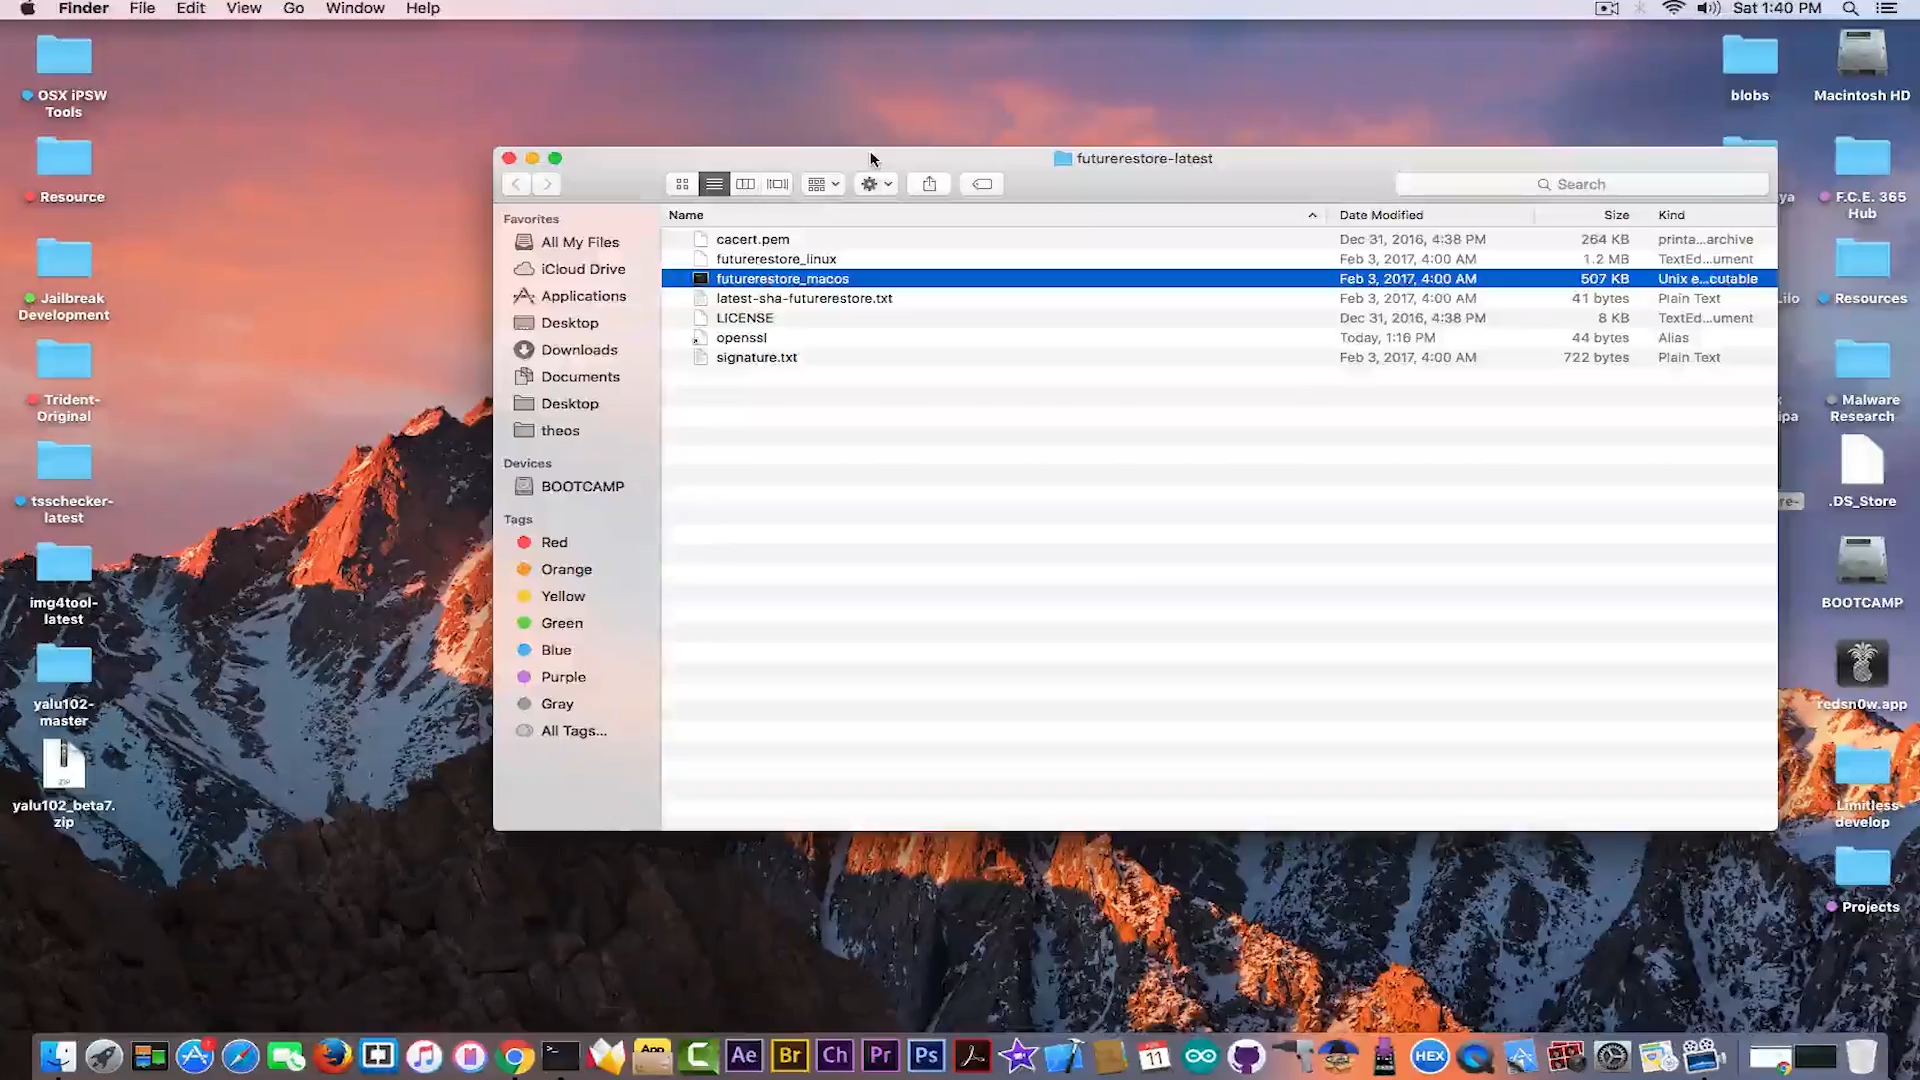 Finder File Edit View Go Window Help
Sat 1:40 PM
OSX iPSW
Tools
Resource
Jailbreak
Development
Trident-
Original
tsschecker-
latest
img4tool-
latest
yalu102-
master
ZIP
yalu102_beta7.
zip
futurerestore-latest
Search
Favorites
All My Files
iCloud Drive
Applications
Desktop
Downloads
Documents
Desktop
theos
Devices
BOOTCAMP
Tags
Red
Orange
Yellow
Green
Blue
Purple
Gray
All Tags...
Name Date Modified Size Kind
cacert.pem Dec 31, 2016, 4:38 PM 264 KB printa...archive
futurerestore_linux Feb 3, 2017, 4:00 AM 1.2 MB TextEd...ument
futurerestore_macos Feb 3, 2017, 4:00 AM 507 KB Unix e...cutable
latest-sha-futurerestore.txt Feb 3, 2017, 4:00 AM 41 bytes Plain Text
LICENSE Dec 31, 2016, 4:38 PM 8 KB TextEd...ument
openssl Today, 1:16 PM 44 bytes Alias
signature.txt Feb 3, 2017, 4:00 AM 722 bytes Plain Text
blobs
Macintosh HD
F.C.E. 365
Hub
Resources
Malware
Research
.DS_Store
BOOTCAMP
redsn0w.app
Limitless-
develop
Projects
App
Ae
Br
Ch
Pr
Ps
11
HEX